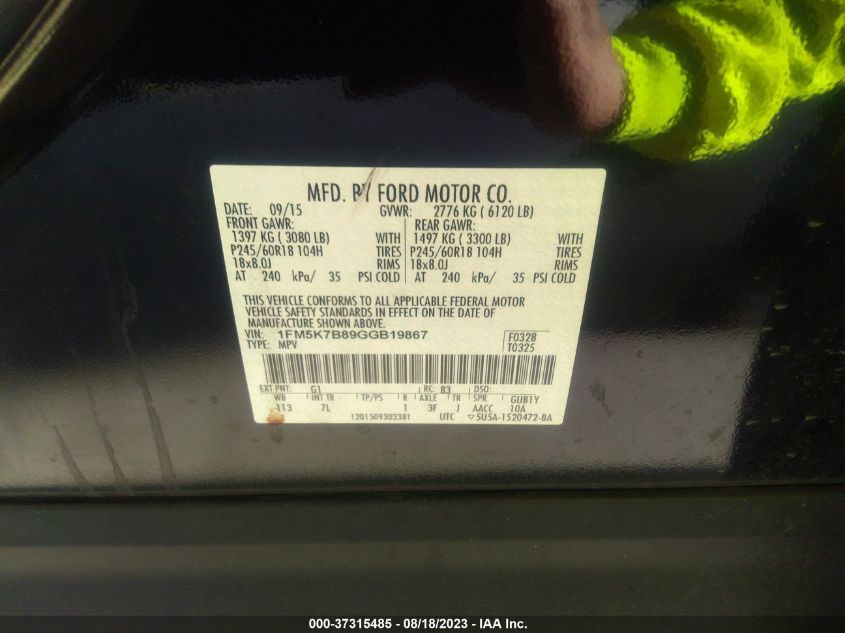 MFD. BY FORD MOTOR CO.
DATE: 09/15 GVWR: 2776 KG ( 6120 LB)
FRONT GAWR: REAR GAWR:
1397 KG ( 3080 LB) WITH 1497 KG ( 3300 LB) WITH
P245/60R18 104H TIRES P245/60R18 104H TIRES
18x8.0J RIMS 18x8.0J RIMS
AT 240 kPa/ 35 PSI COLD AT 240 kPa/ 35 PSI COLD
THIS VEHICLE CONFORMS TO ALL APPLICABLE FEDERAL MOTOR
VEHICLE SAFETY STANDARDS IN EFFECT ON THE DATE OF
MANUFACTURE SHOWN ABOVE.
VIN: 1FM5K7B89GGB19867 F0328
TYPE: MPV T0325
EXT PNT: G1 RC: 83 DSO:
WB INT TR TP/PS R AXLE TR SPR GUB1Y
113 7L 1 3F J AACC 10A
1201509303381 UTC ▽5U5A-1520472-BA
000-37315485 - 08/18/2023 - IAA Inc.